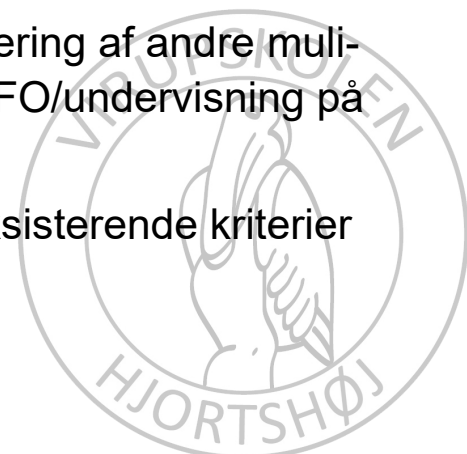 ering af andre muli-
FO/undervisning på
sisterende kriterier
VIRUPSKOLEN
HJORTSHØJ